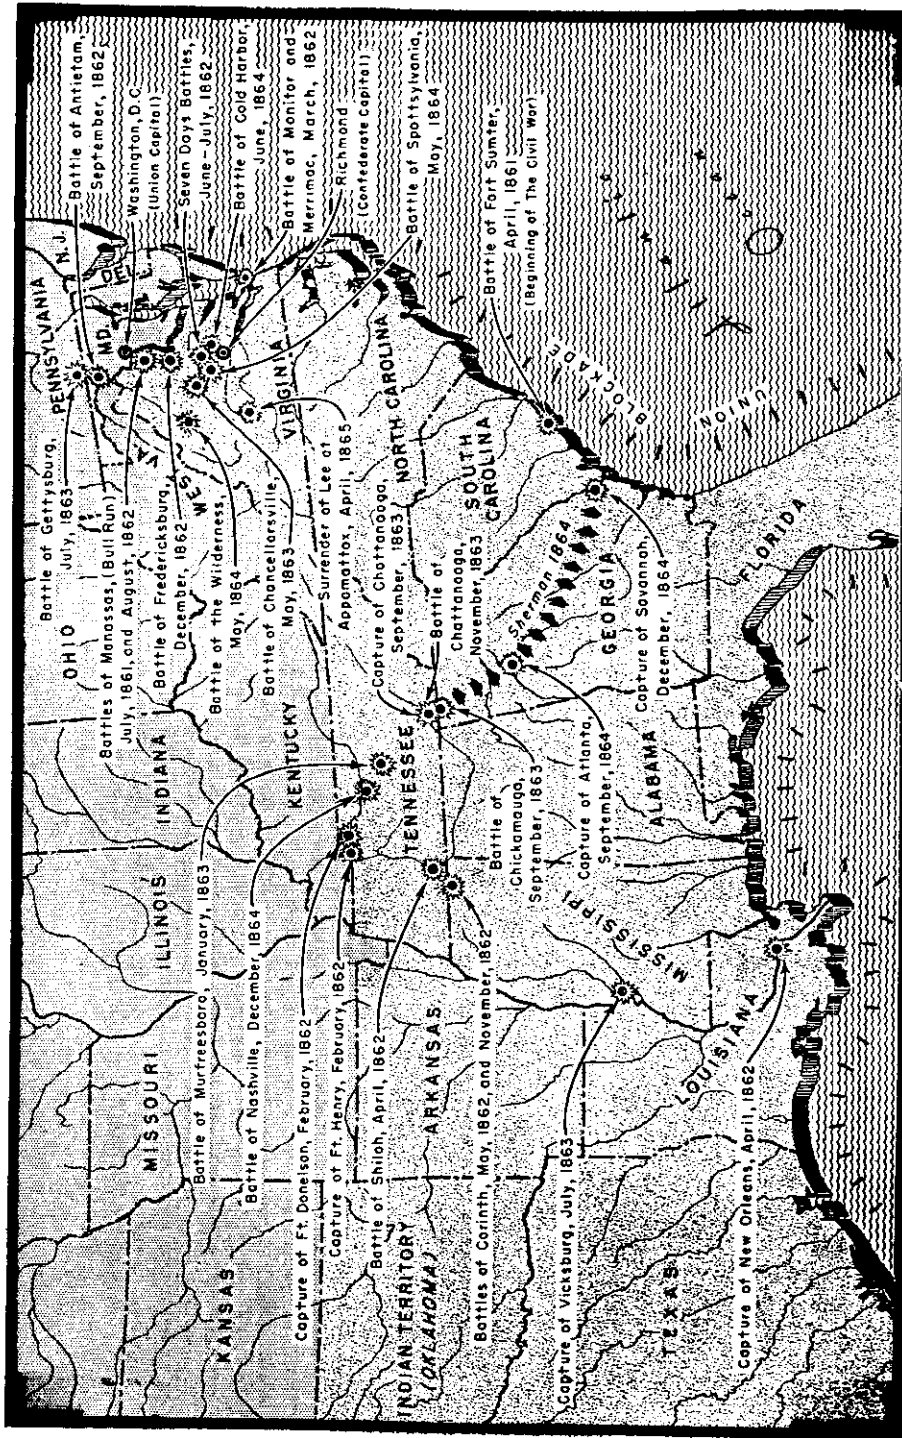 Battle of Gettysburg,
July, 1863
Battles of Manassas, (Bull Run)
July, 1861, and August, 1862
Battle of Fredericksburg,
December, 1862
Battle of the Wilderness,
May, 1864
Battle of Chancellorsville,
May, 1863
Surrender of Lee at
Appomattox, April, 1865
Capture of Chattanooga,
September, 1863
Battle of
Chattanooga,
November, 1863
Battle of Antietam,
September, 1862
Washington, D.C.
(Union Capital)
Seven Days Battles,
June-July, 1862
Battle of Cold Harbor,
June, 1864
Battle of Monitor and
Merrimac, March, 1862
Richmond
(Confederate Capital)
Battle of Spottsylvania,
May, 1864
Battle of Fort Sumter,
April, 1861
(Beginning of The Civil War)
Battle of Murfreesboro, January, 1863
Battle of Nashville, December, 1864
Capture of Ft. Donelson, February, 1862
Capture of Ft. Henry, February, 1862
Battle of Shiloh, April, 1862
Battles of Corinth, May, 1862, and November, 1862
Battle of
Chickamauga,
September, 1863
Capture of Atlanta,
September, 1864
Sherman 1864
Capture of Savannah,
December, 1864
Capture of Vicksburg, July, 1863
Capture of New Orleans, April, 1862
PENNSYLVANIA
N.J.
MD.
DEL.
OHIO
INDIANA
ILLINOIS
MISSOURI
KANSAS
WEST
VA.
VIRGINIA
KENTUCKY
TENNESSEE
NORTH CAROLINA
SOUTH
CAROLINA
GEORGIA
FLORIDA
ALABAMA
MISSISSIPPI
ARKANSAS
LOUISIANA
TEXAS
INDIAN TERRITORY
(OKLAHOMA)
UNION
BLOCKADE